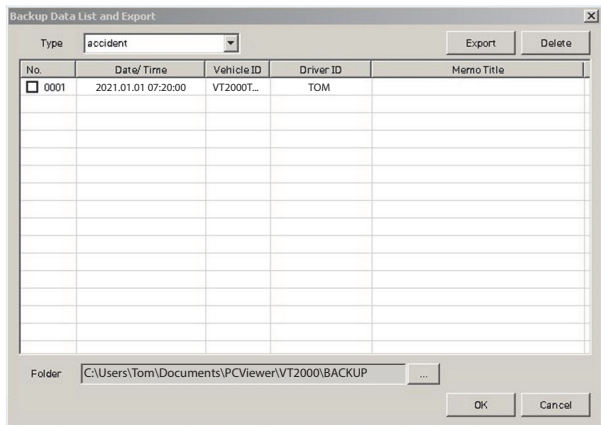 Backup Data List and Export
Type accident Export Delete
No. Date/Time Vehicle ID Driver ID Memo Title
0001 2021.01.01 07:20:00 VT2000T... TOM
Folder C:\Users\Tom\Documents\PCViewer\VT2000\BACKUP ...
OK Cancel